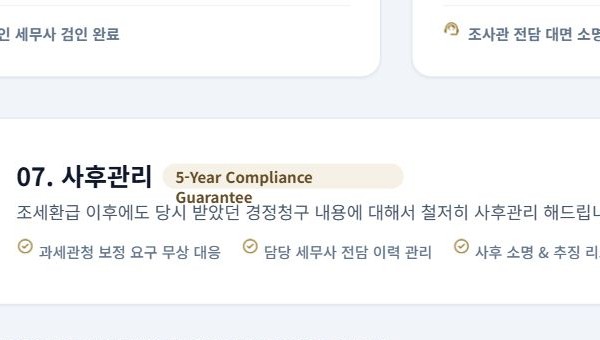 인 세무사 검인 완료
조사관 전담 대면 소명
07. 사후관리
5-Year Compliance
Guarantee
조세환급 이후에도 당시 받았던 경정청구 내용에 대해서 철저히 사후관리 해드립니
과세관청 보정 요구 무상 대응
담당 세무사 전담 이력 관리
사후 소명 & 추징 리